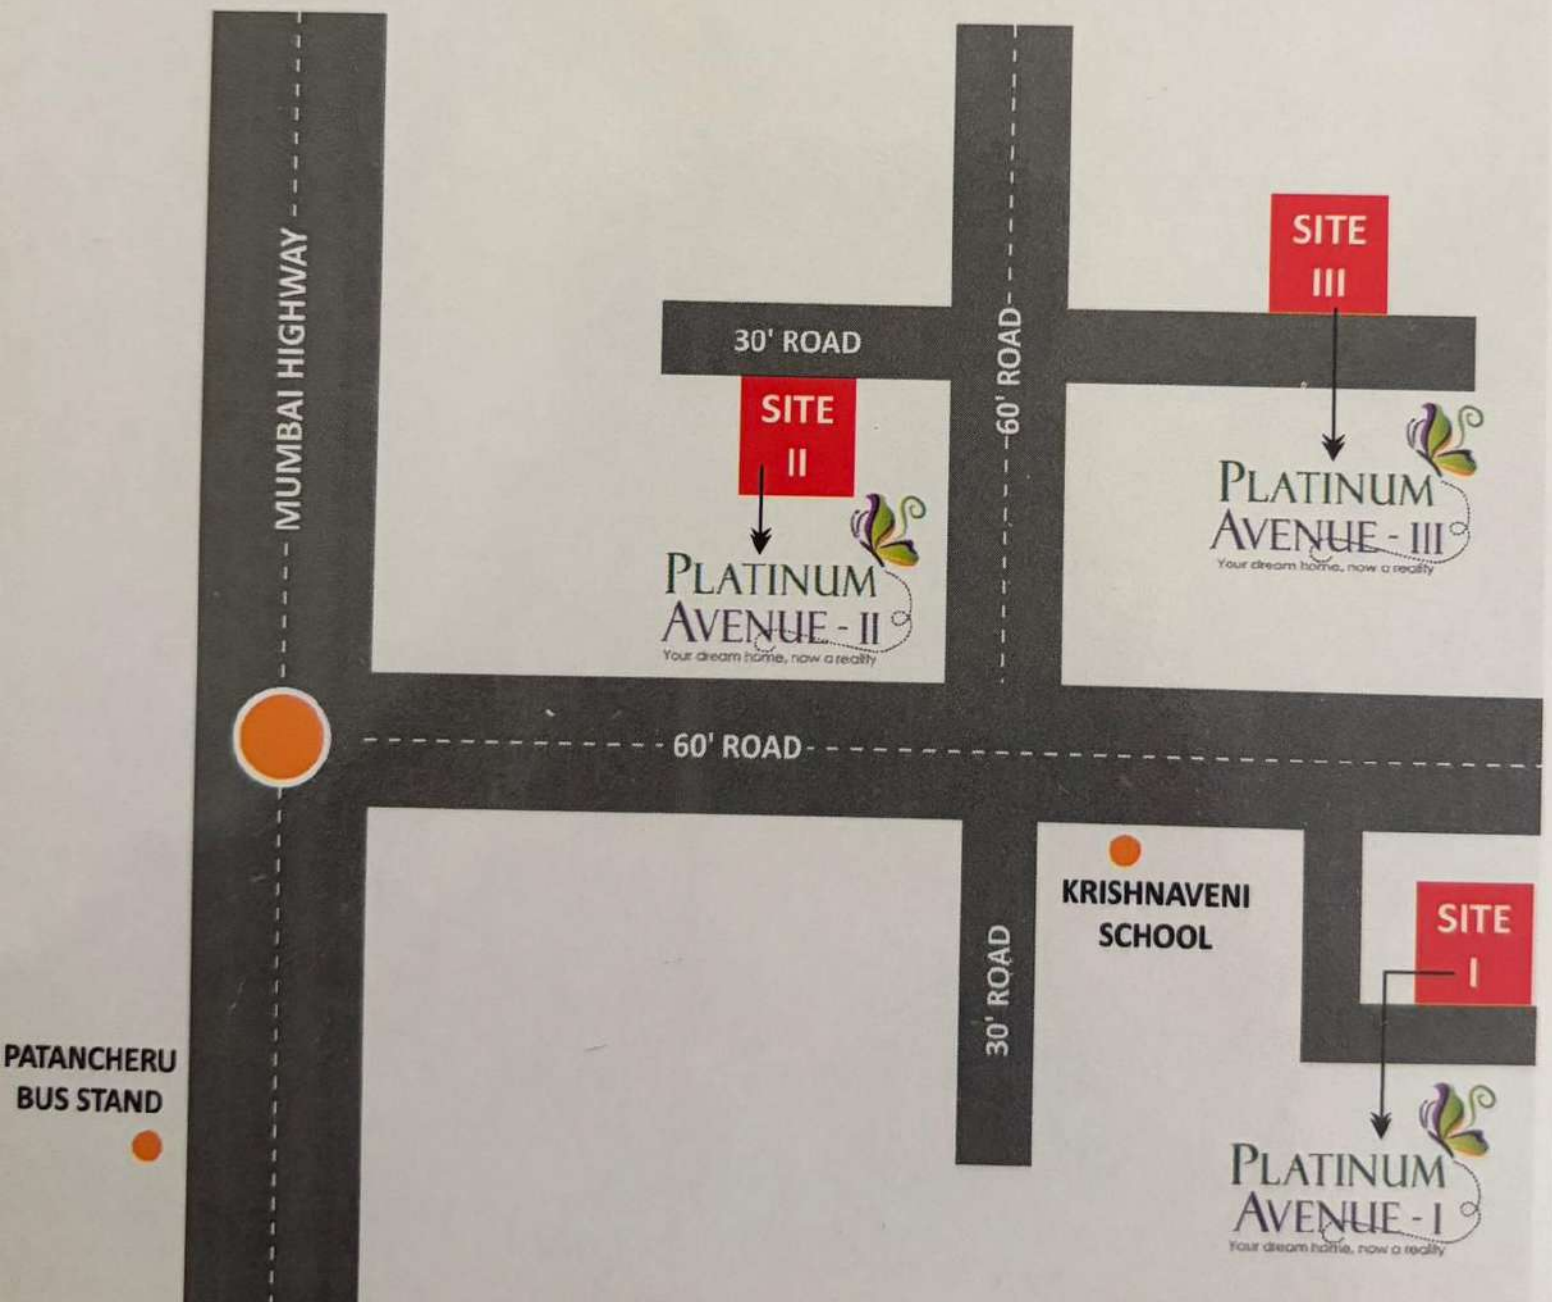 MUMBAI HIGHWAY
30' ROAD
60' ROAD
SITE
III
SITE
II
PLATINUM
AVENUE - III
Your dream home, now a reality
PLATINUM
AVENUE - II
Your dream home, now a reality
60' ROAD
KRISHNAVENI
SCHOOL
30' ROAD
SITE
I
PATANCHERU
BUS STAND
PLATINUM
AVENUE - I
Your dream home, now a reality